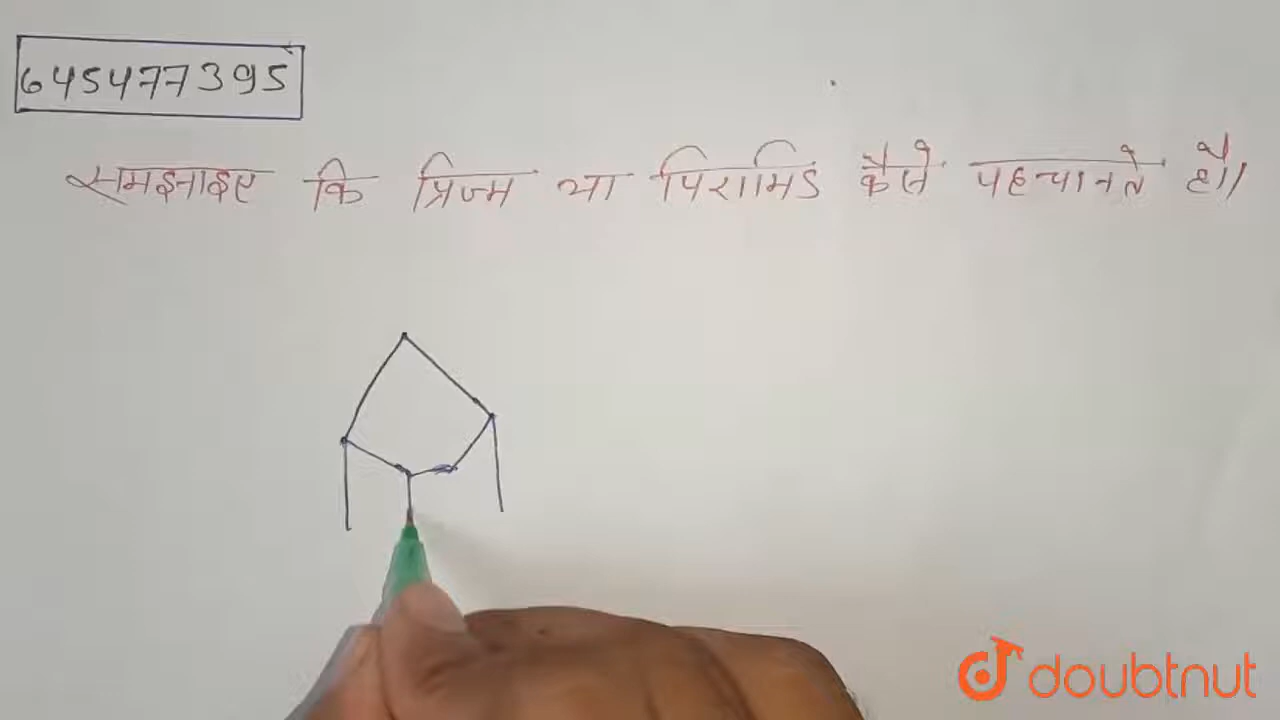 645477395
समझाइए कि प्रिज्म या पिरामिड कैसे पहचानते है।
doubtnut